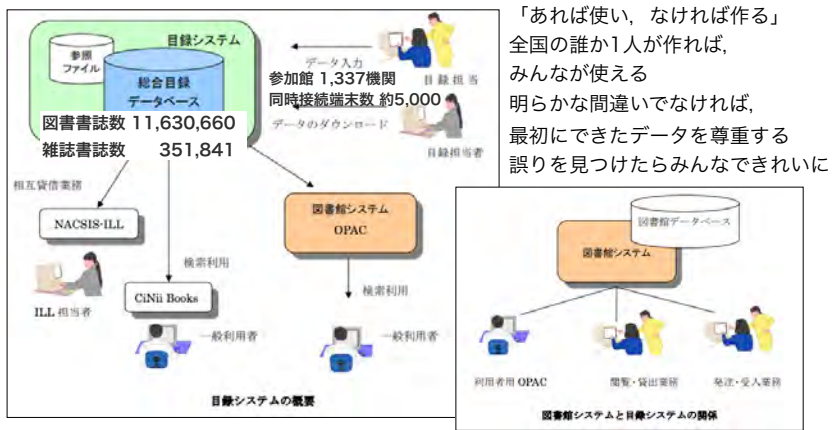 目録システム
参照
ファイル
総合目録
データベース
図書書誌数 11,630,660
雑誌書誌数 351,841
データ入力
参加館 1,337機関
同時接続端末数 約5,000
データのダウンロード
目録担当
目録担当者
相互貸借業務
NACSIS-ILL
ILL 担当者
検索利用
CiNii Books
一般利用者
図書館システム
OPAC
検索利用
一般利用者
目録システムの概要
「あれば使い，なければ作る」
全国の誰か1人が作れば，
みんなが使える
明らかな間違いでなければ，
最初にできたデータを尊重する
誤りを見つけたらみんなできれいに
図書館データベース
図書館システム
利用者用 OPAC
閲覧・貸出業務
発注・受入業務
図書館システムと目録システムの関係